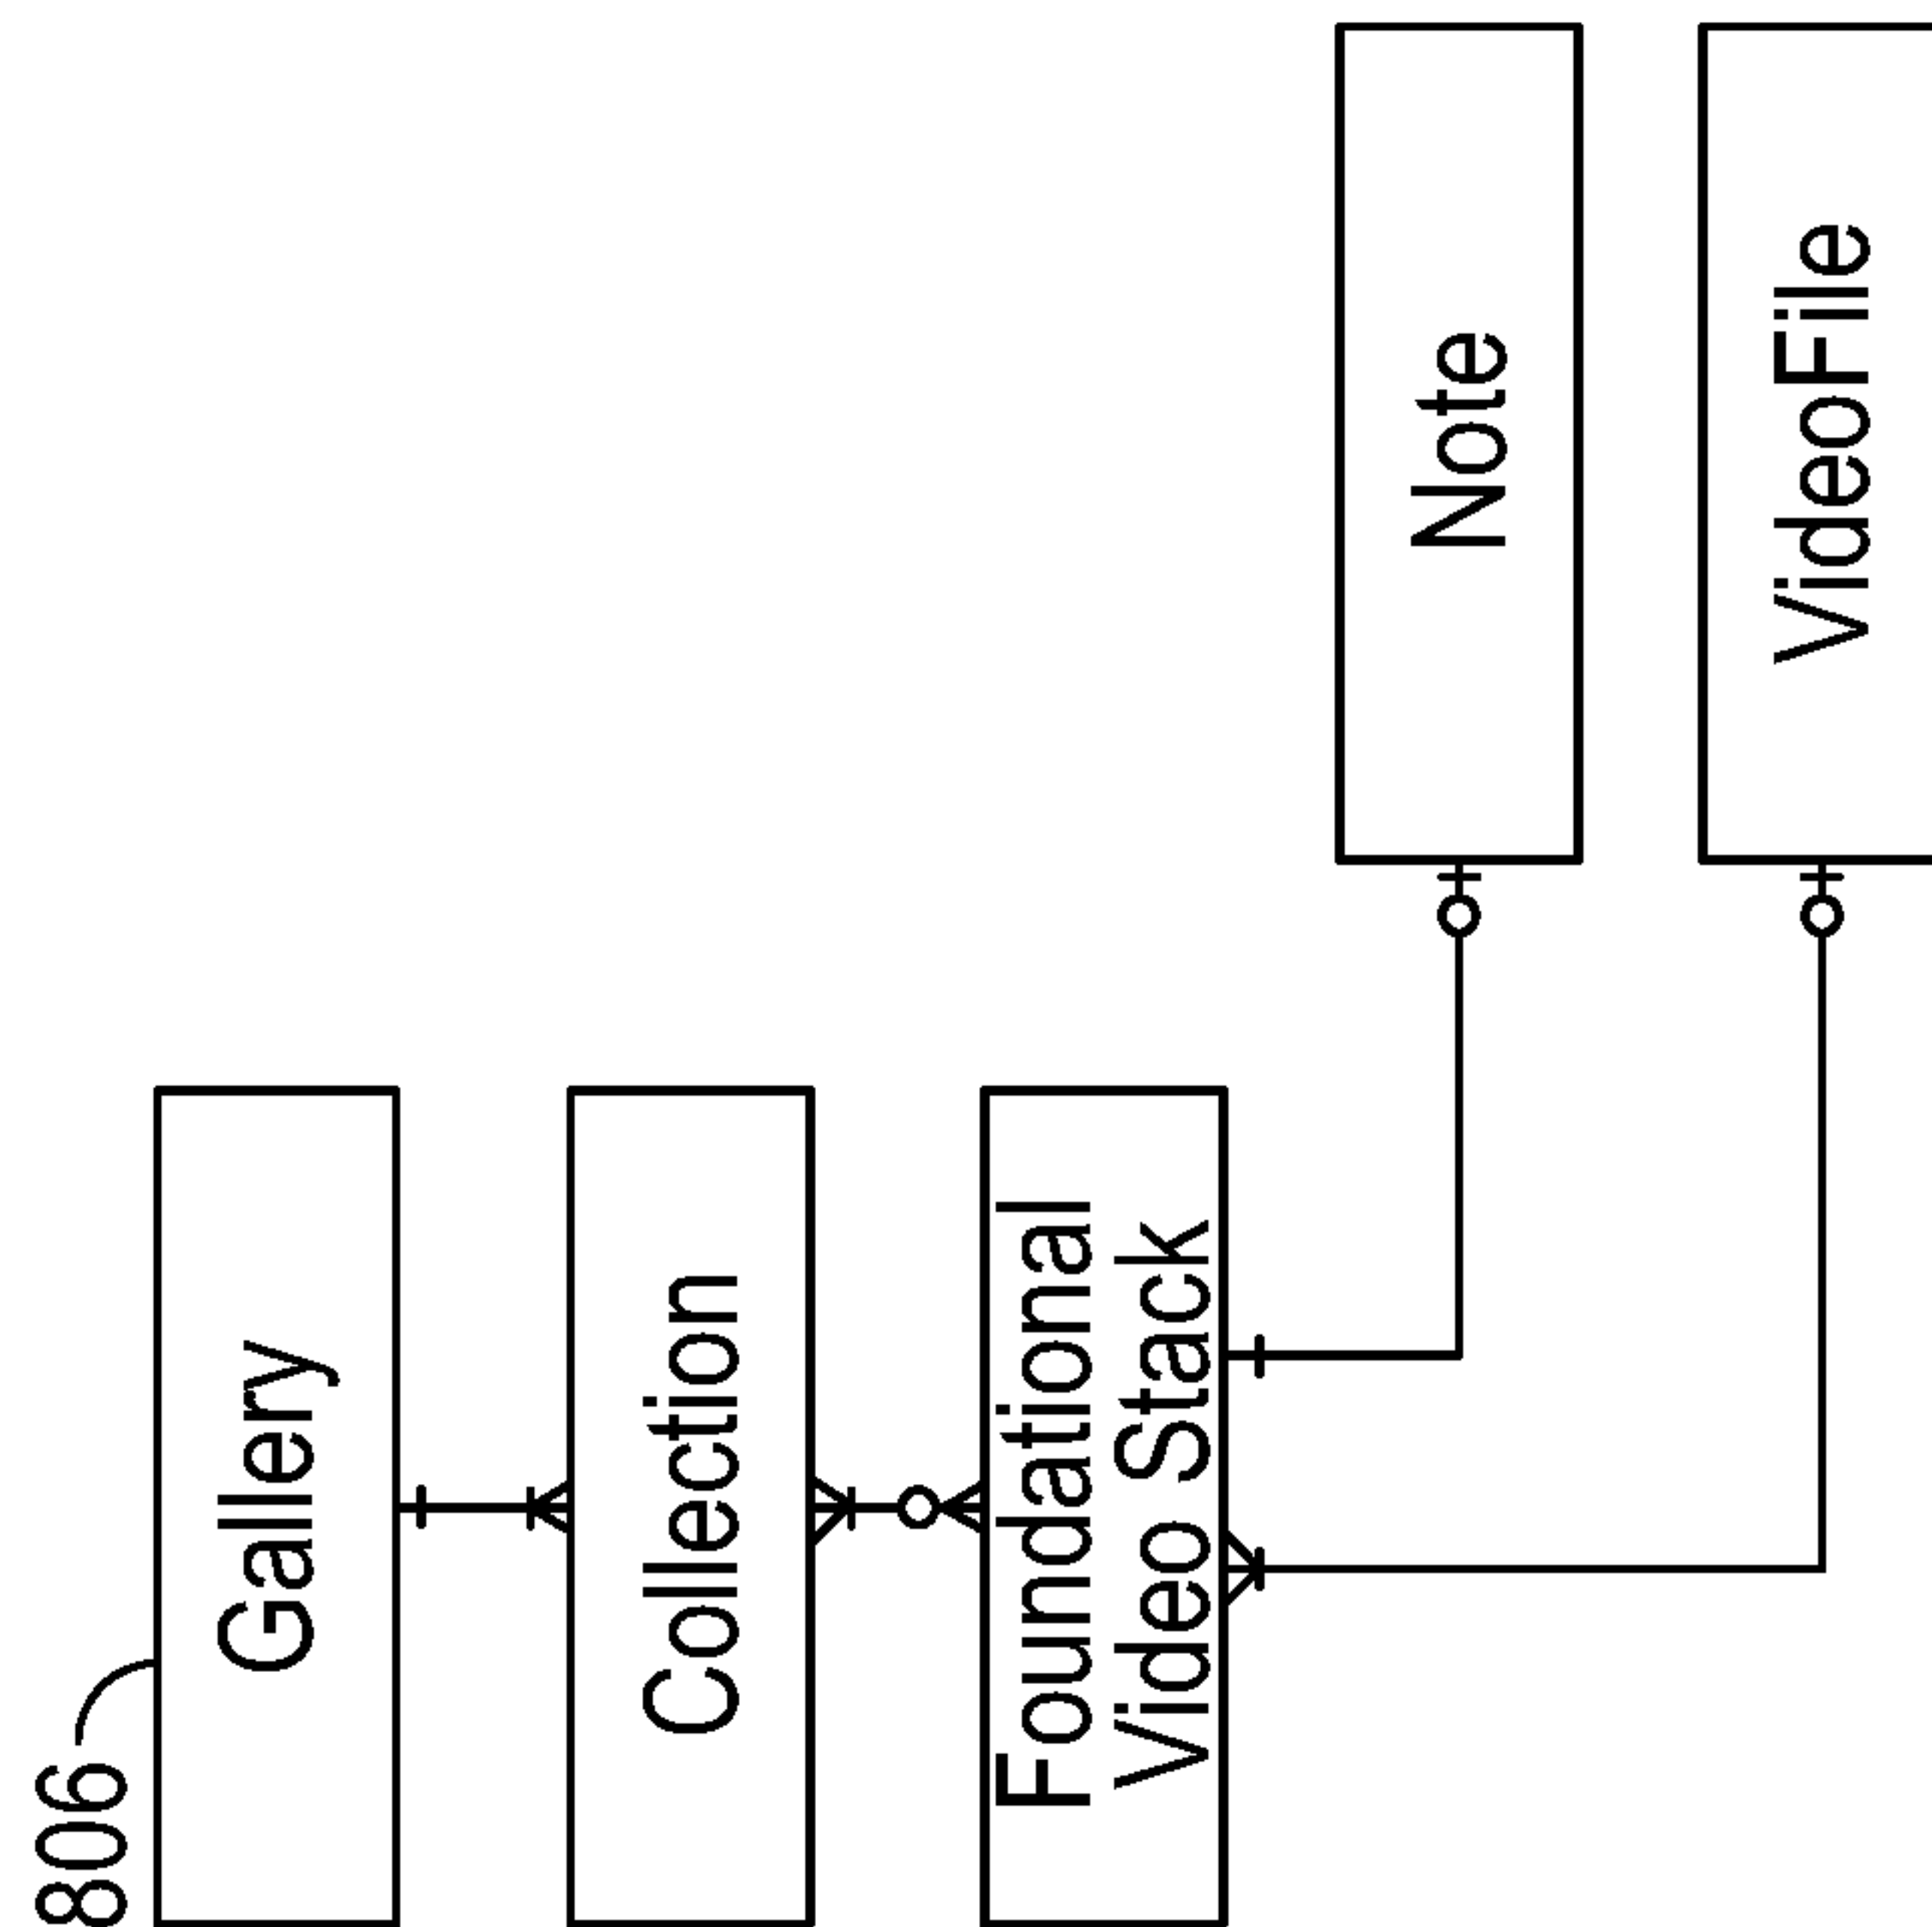 806
Gallery
Collection
Foundational
Video Stack
Note
VideoFile